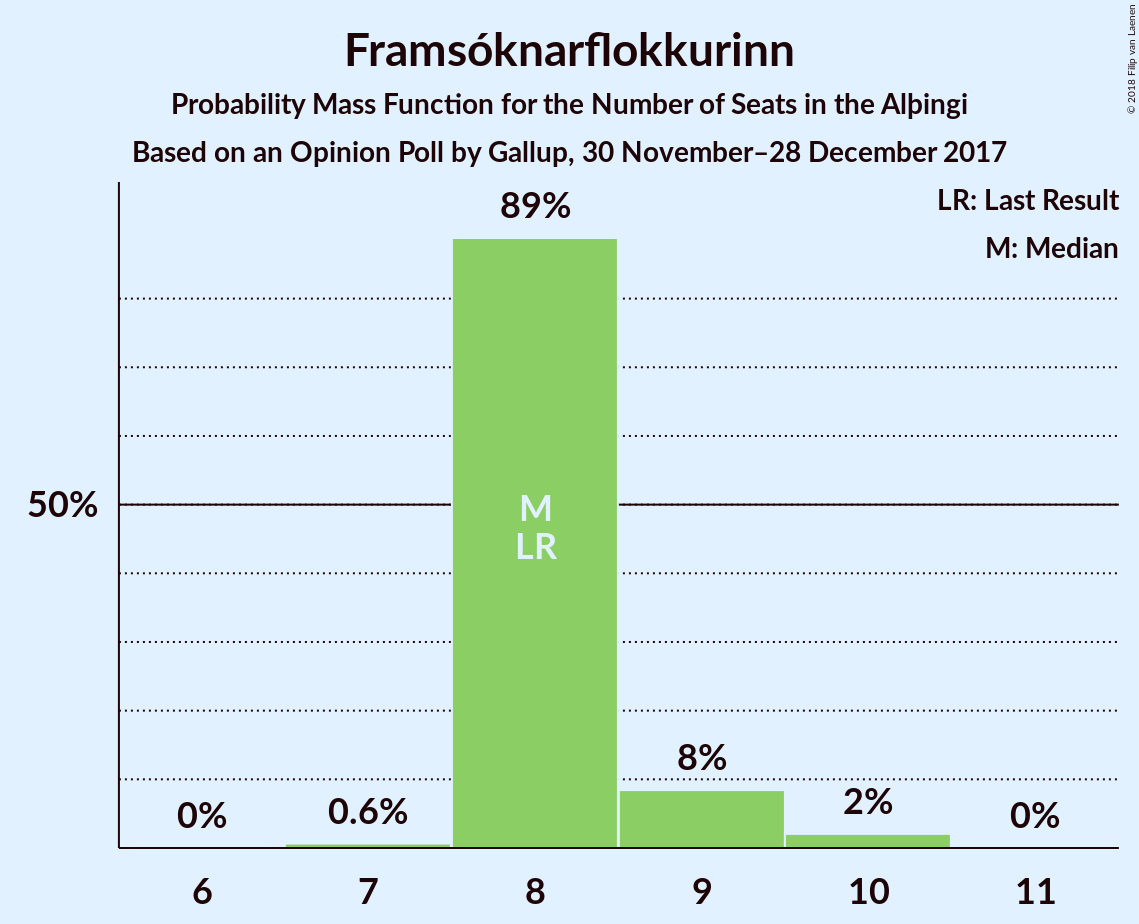 Framsóknarflokkurinn
Probability Mass Function for the Number of Seats in the Alþingi
Based on an Opinion Poll by Gallup, 30 November–28 December 2017
© 2018 Filip van Laenen
LR: Last Result
M: Median
89%
50%
M
LR
8%
2%
0.6%
0%
0%
6 7 8 9 10 11